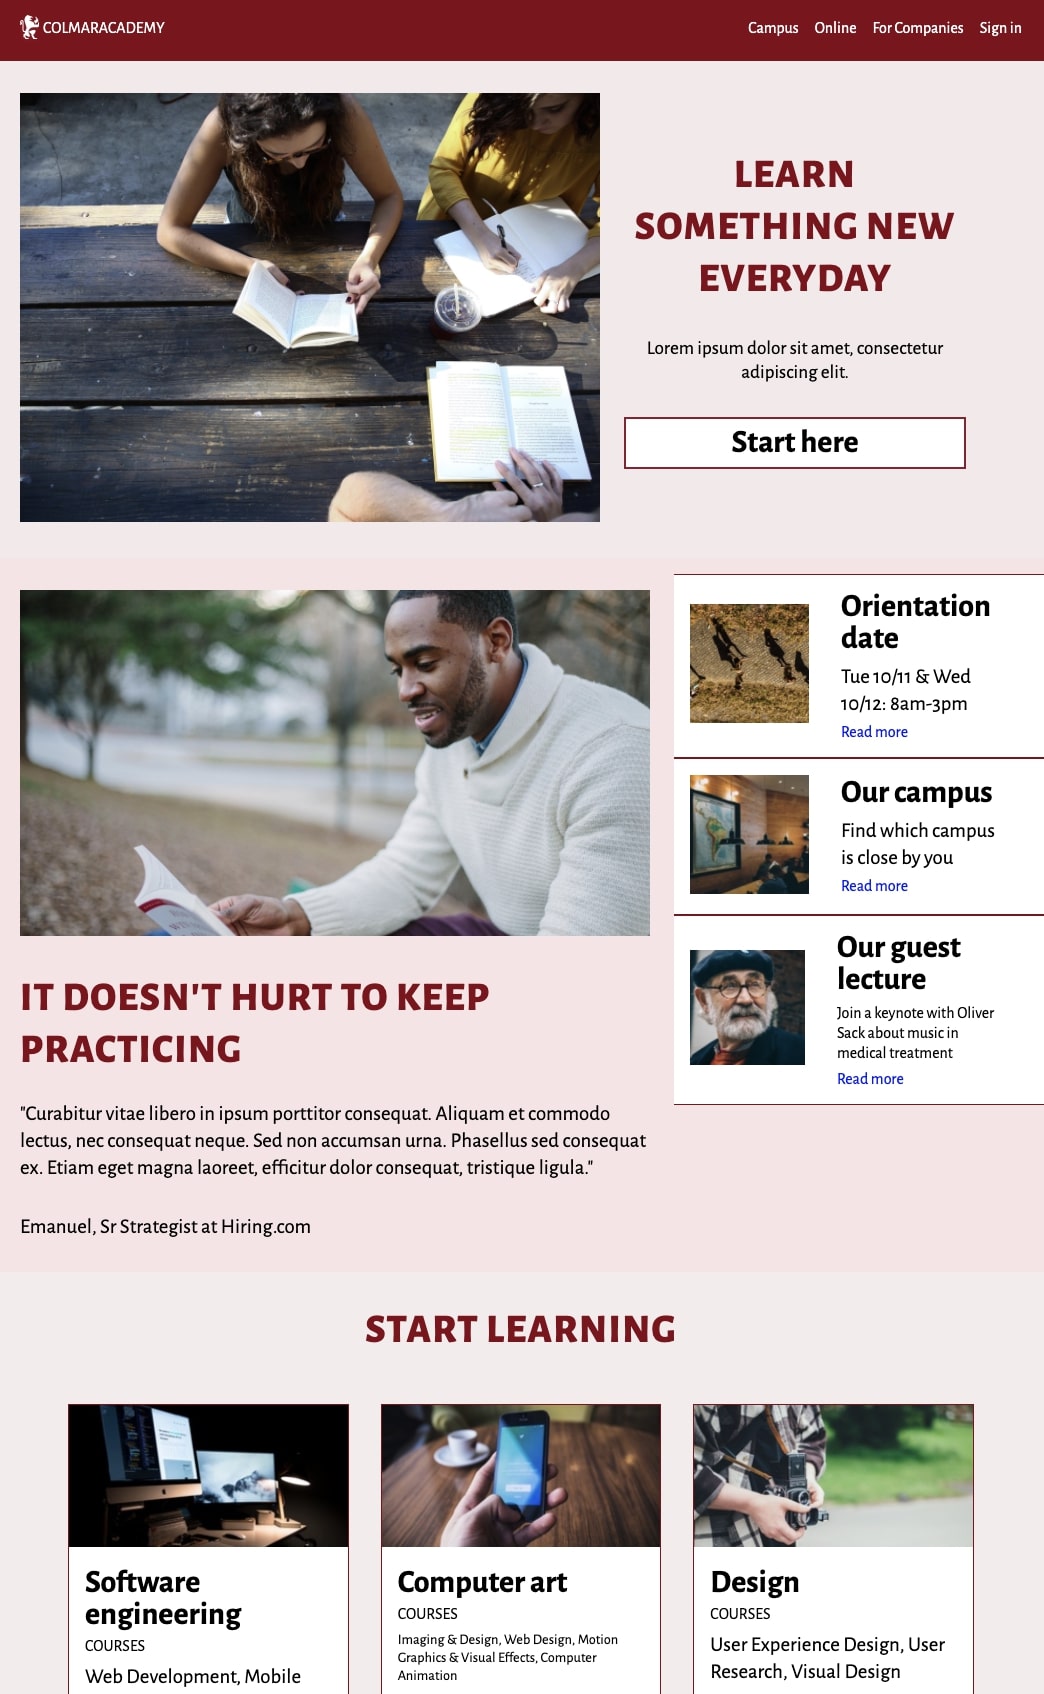 COLMARACADEMY
Campus Online For Companies Sign in
LEARN
SOMETHING NEW
EVERYDAY
Lorem ipsum dolor sit amet, consectetur
adipiscing elit.
Start here
IT DOESN'T HURT TO KEEP
PRACTICING
"Curabitur vitae libero in ipsum porttitor consequat. Aliquam et commodo
lectus, nec consequat neque. Sed non accumsan urna. Phasellus sed consequat
ex. Etiam eget magna laoreet, efficitur dolor consequat, tristique ligula."
Emanuel, Sr Strategist at Hiring.com
Orientation
date
Tue 10/11 & Wed
10/12: 8am-3pm
Read more
Our campus
Find which campus
is close by you
Read more
Our guest
lecture
Join a keynote with Oliver
Sack about music in
medical treatment
Read more
START LEARNING
Software
engineering
COURSES
Web Development, Mobile
Computer art
COURSES
Imaging & Design, Web Design, Motion
Graphics & Visual Effects, Computer
Animation
Design
COURSES
User Experience Design, User
Research, Visual Design